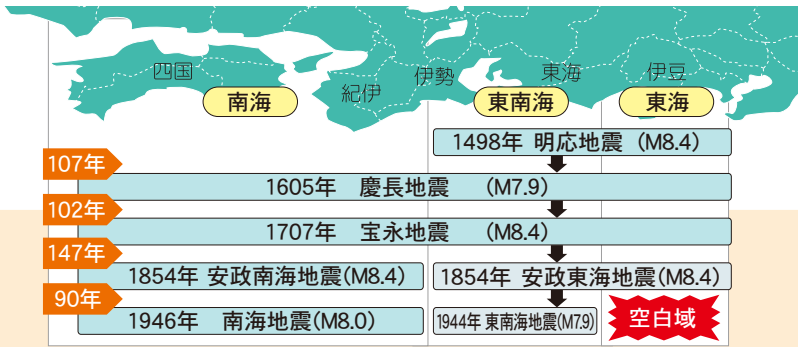 四国
紀伊
伊勢
東海
伊豆
南海
東南海
東海
1498年 明応地震 (M8.4)
107年
1605年 慶長地震 (M7.9)
102年
1707年 宝永地震 (M8.4)
147年
1854年 安政南海地震(M8.4)
1854年 安政東海地震(M8.4)
90年
1946年 南海地震(M8.0)
1944年 東南海地震(M7.9)
空白域